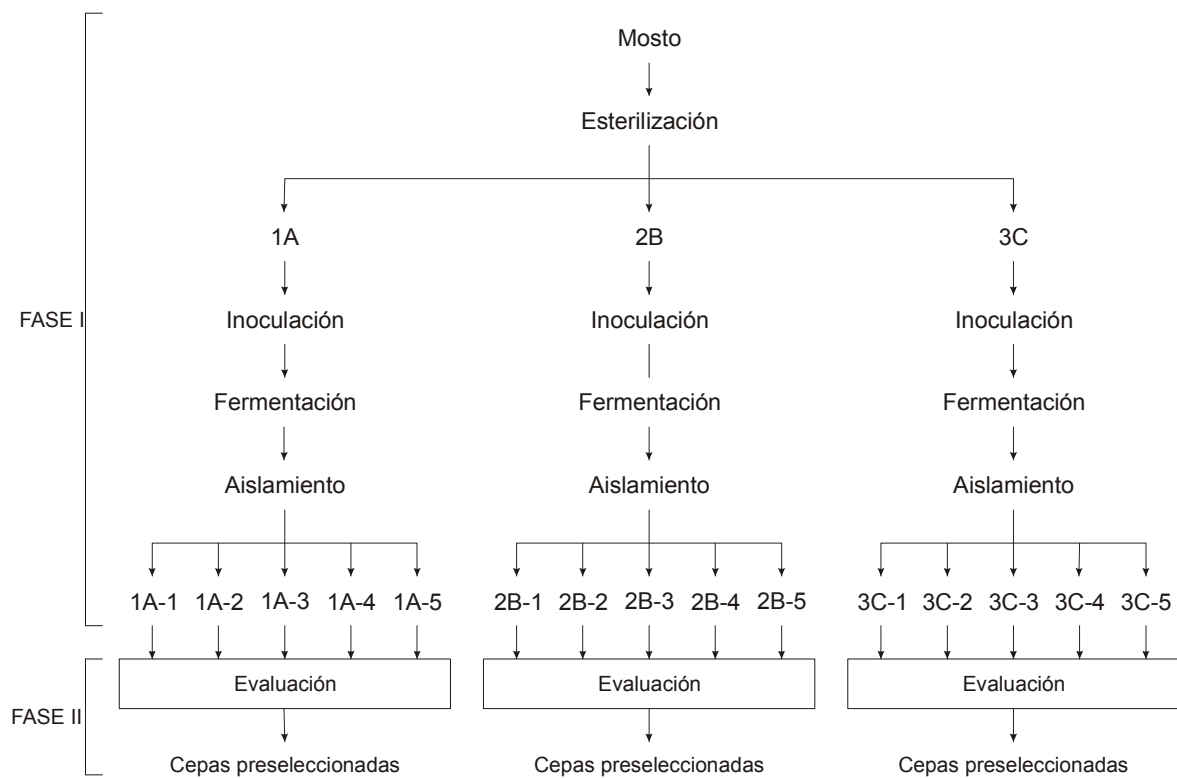 Mosto
Esterilización
1A 2B 3C
FASE I
Inoculación Inoculación Inoculación
Fermentación Fermentación Fermentación
Aislamiento Aislamiento Aislamiento
1A-1 1A-2 1A-3 1A-4 1A-5 2B-1 2B-2 2B-3 2B-4 2B-5 3C-1 3C-2 3C-3 3C-4 3C-5
Evaluación Evaluación Evaluación
FASE II
Cepas preseleccionadas Cepas preseleccionadas Cepas preseleccionadas